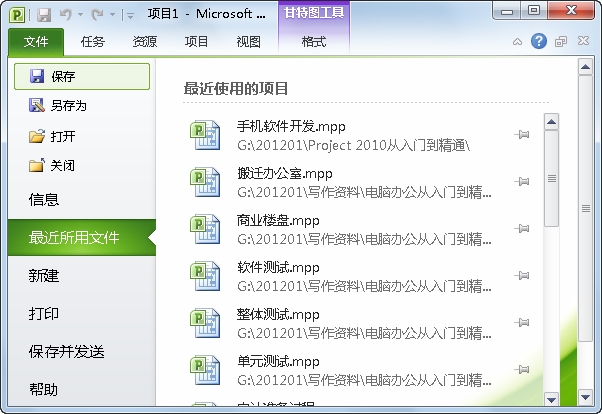 项目1 - Microsoft ...
甘特图工具
文件
任务
资源
项目
视图
格式
保存
另存为
打开
关闭
信息
最近所用文件
新建
打印
保存并发送
帮助
最近使用的项目
手机软件开发.mpp
G:\201201\Project 2010从入门到精通\
搬迁办公室.mpp
G:\201201\写作资料\电脑办公从入门到精...
商业楼盘.mpp
G:\201201\写作资料\电脑办公从入门到精...
软件测试.mpp
G:\201201\写作资料\电脑办公从入门到精...
整体测试.mpp
G:\201201\写作资料\电脑办公从入门到精...
单元测试.mpp
G:\201201\写作资料\电脑办公从入门到精...